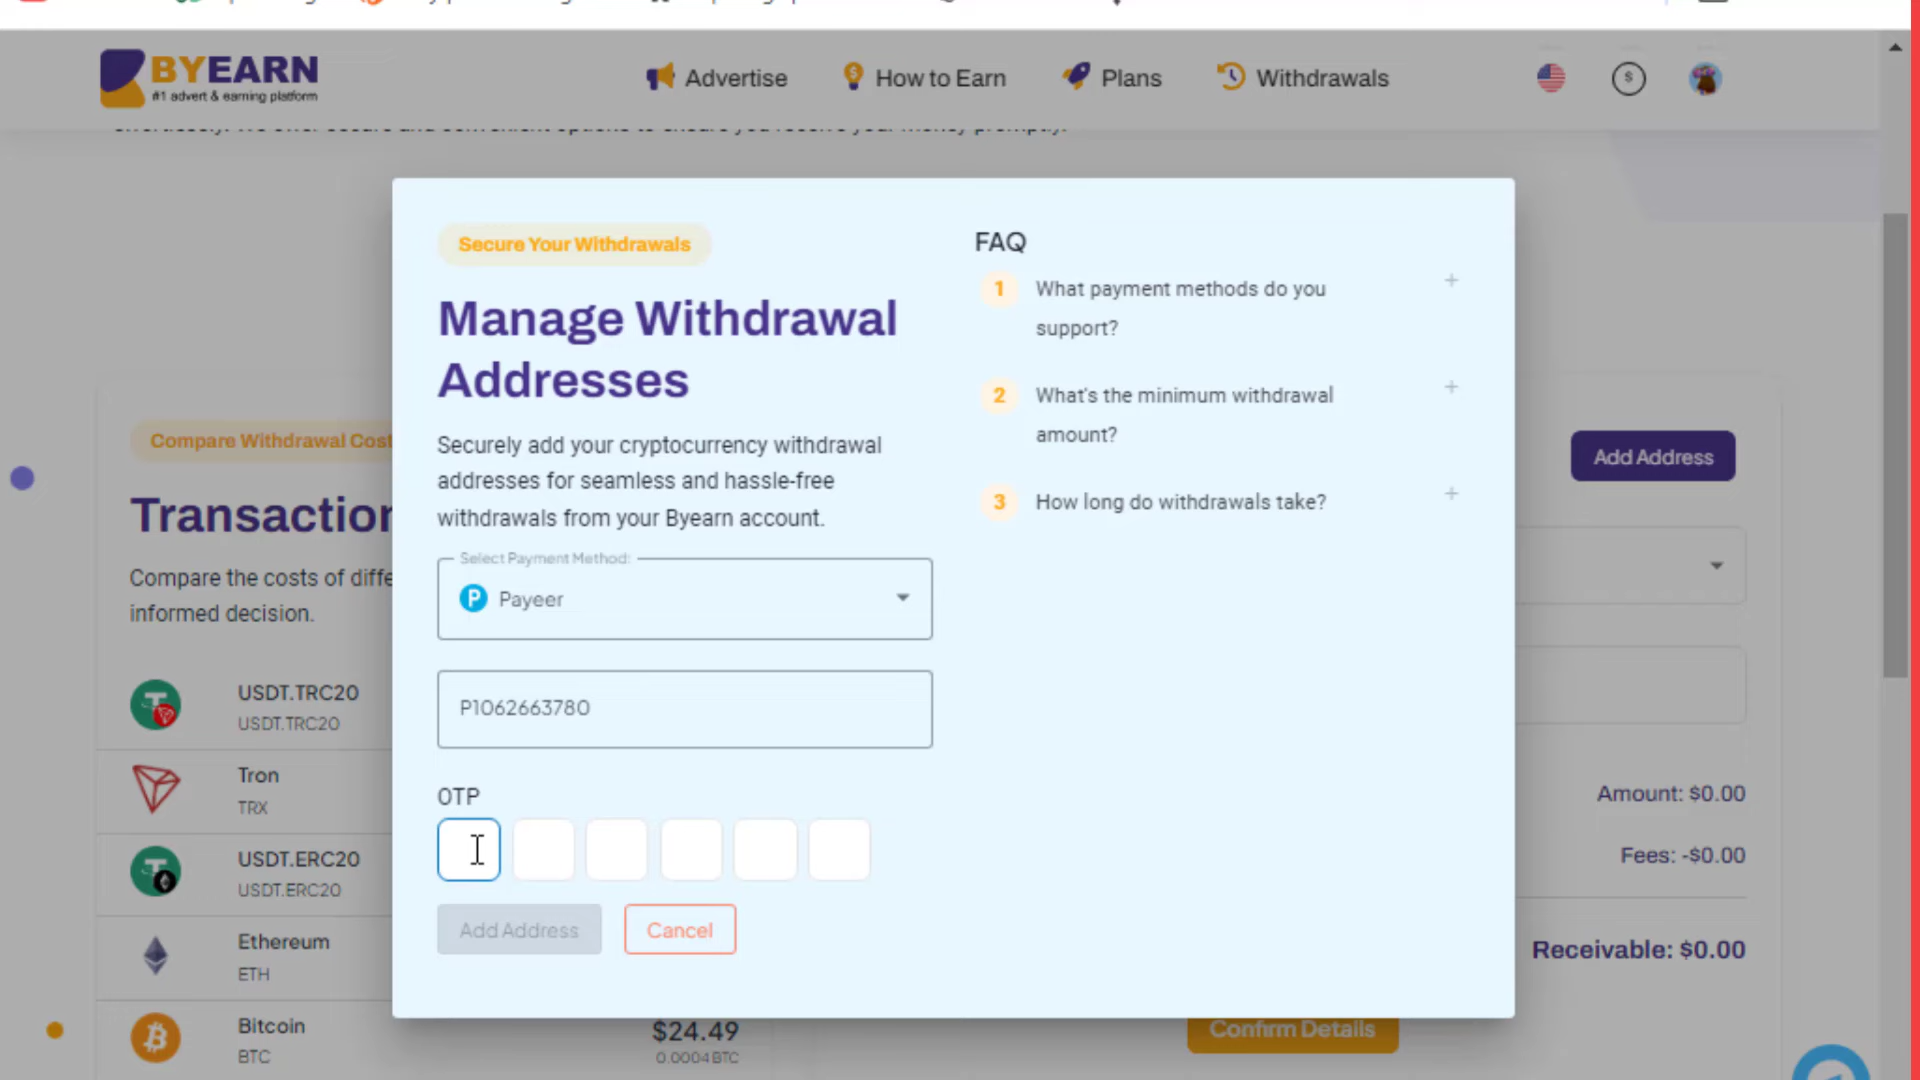 BYEARN
#1 advert & earning platform
Advertise
How to Earn
Plans
Withdrawals
$
Secure Your Withdrawals
Manage Withdrawal
Addresses
Securely add your cryptocurrency withdrawal
addresses for seamless and hassle-free
withdrawals from your Byearn account.
Select Payment Method:
Payeer
P1062663780
OTP
Add Address
Cancel
FAQ
1 What payment methods do you
support?
+
2 What's the minimum withdrawal
amount?
+
3 How long do withdrawals take?
+
Compare Withdrawal Cost
Transaction
Compare the costs of diffe
informed decision.
USDT.TRC20
USDT.TRC20
Tron
TRX
USDT.ERC20
USDT.ERC20
Ethereum
ETH
Bitcoin
BTC
$24.49
0.0004 BTC
Add Address
Amount: $0.00
Fees: -$0.00
Receivable: $0.00
Confirm Details